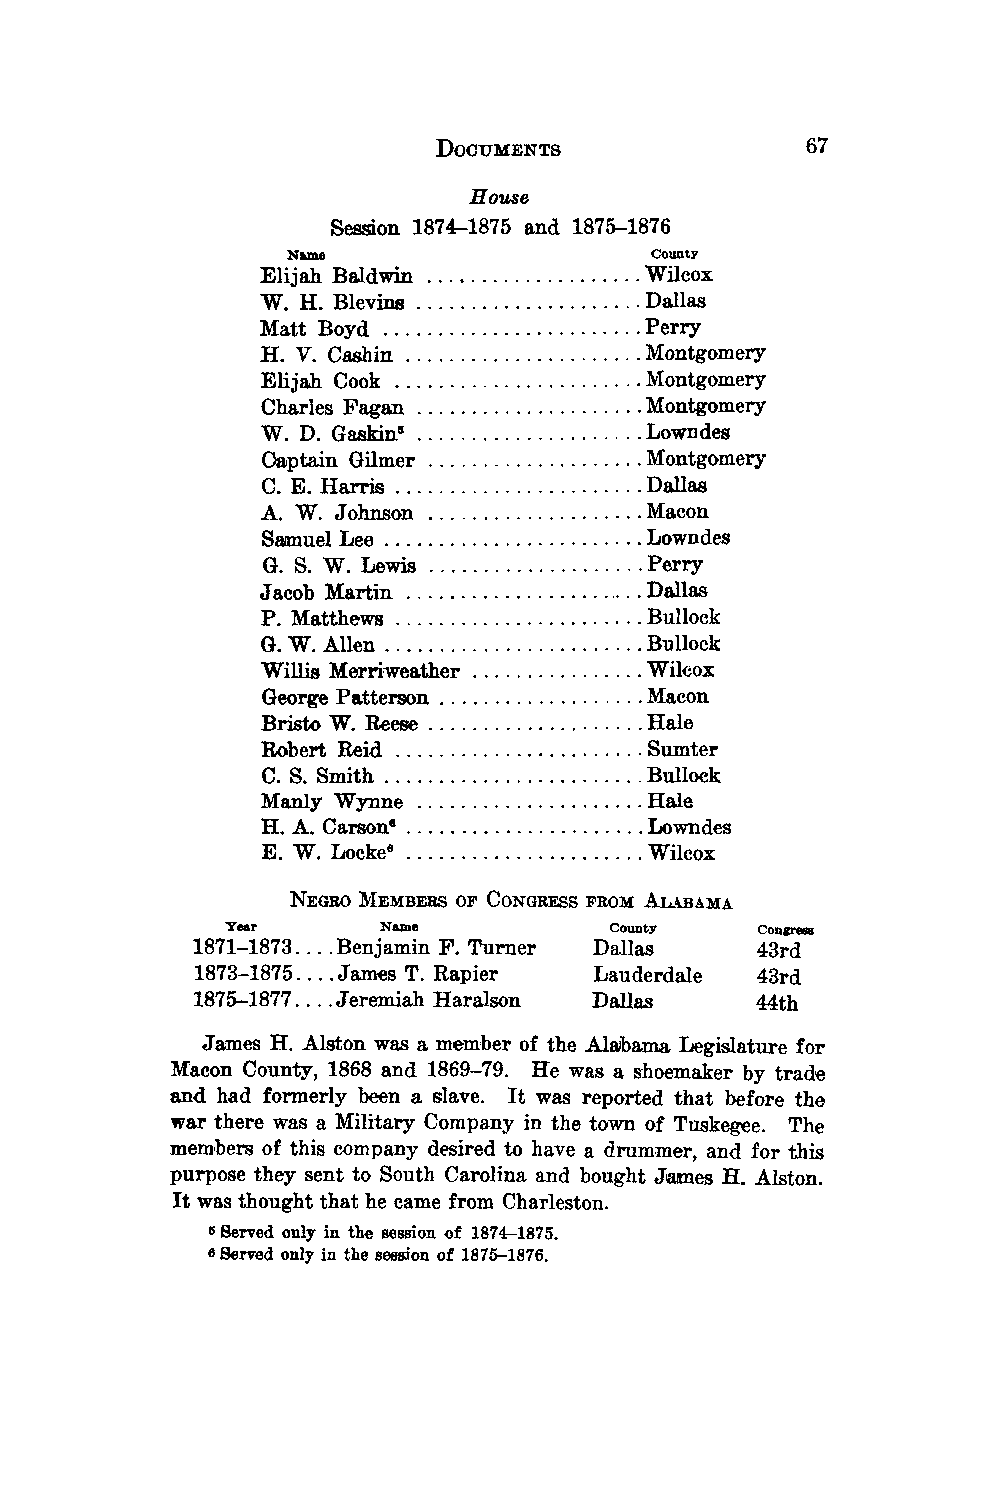 DOCUMENTS 67
House
Session 1874–1875 and 1875–1876
Name County
Elijah Baldwin ................... Wilcox
W. H. Blevins .................... Dallas
Matt Boyd ....................... Perry
H. V. Cashin ..................... Montgomery
Elijah Cook ...................... Montgomery
Charles Fagan .................... Montgomery
W. D. Gaskin⁵ .................... Lowndes
Captain Gilmer ................... Montgomery
C. E. Harris ...................... Dallas
A. W. Johnson ................... Macon
Samuel Lee ....................... Lowndes
G. S. W. Lewis ................... Perry
Jacob Martin ..................... Dallas
P. Matthews ...................... Bullock
G. W. Allen ....................... Bullock
Willis Merriweather ............... Wilcox
George Patterson .................. Macon
Bristo W. Reese ................... Hale
Robert Reid ...................... Sumter
C. S. Smith ....................... Bullock
Manly Wynne .................... Hale
H. A. Carson⁶ ..................... Lowndes
E. W. Locke⁶ ..................... Wilcox
NEGRO MEMBERS OF CONGRESS FROM ALABAMA
Year Name County Congress
1871–1873....Benjamin F. Turner Dallas 43rd
1873–1875....James T. Rapier Lauderdale 43rd
1875–1877....Jeremiah Haralson Dallas 44th
James H. Alston was a member of the Alabama Legislature for
Macon County, 1868 and 1869–79. He was a shoemaker by trade
and had formerly been a slave. It was reported that before the
war there was a Military Company in the town of Tuskegee. The
members of this company desired to have a drummer, and for this
purpose they sent to South Carolina and bought James H. Alston.
It was thought that he came from Charleston.
⁵ Served only in the session of 1874–1875.
⁶ Served only in the session of 1875–1876.